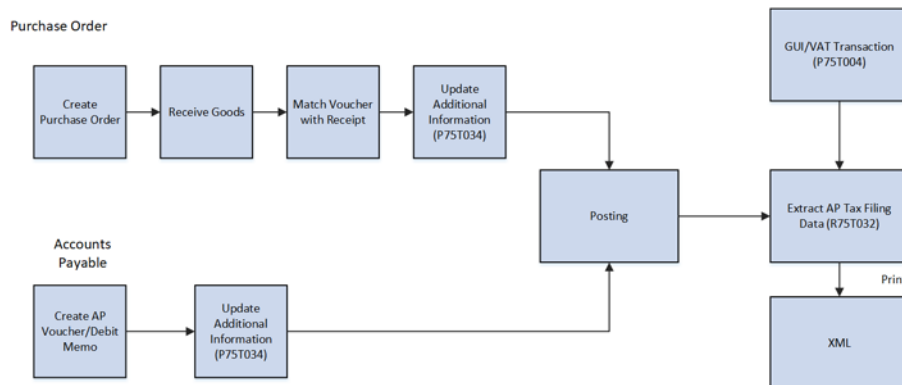 Purchase Order
GUI/VAT Transaction
(P75T004)
Create
Purchase Order
Receive Goods
Match Voucher
with Receipt
Update
Additional
Information
(P75T034)
Posting
Extract AP Tax Filing
Data (R75T032)
Accounts
Payable
Create AP
Voucher/Debit
Memo
Update
Additional
Information
(P75T034)
Prin
XML